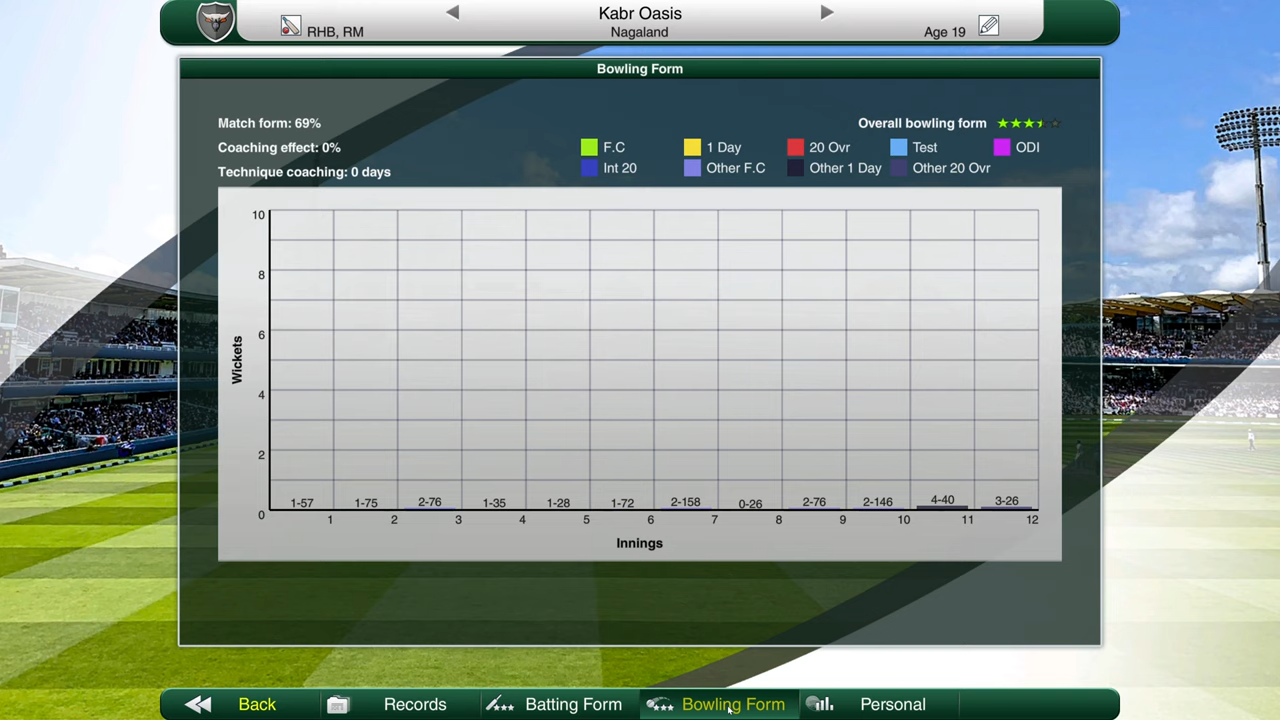 Kabr Oasis
RHB, RM
Nagaland
Age 19
Bowling Form
Match form: 69%
Overall bowling form
Coaching effect: 0%
F.C
1 Day
20 Ovr
Test
ODI
Technique coaching: 0 days
Int 20
Other F.C
Other 1 Day
Other 20 Ovr
10
8
6
4
2
0
Wickets
1-57
1-75
2-76
1-35
1-28
1-72
2-158
0-26
2-76
2-146
4-40
3-26
1
2
3
4
5
6
7
8
9
10
11
12
Innings
Back
Records
Batting Form
Bowling Form
Personal